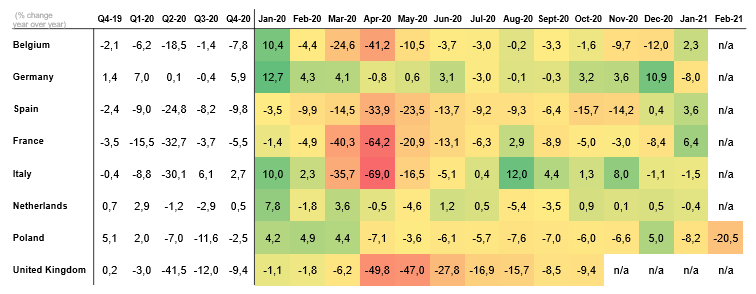 (% change
year over year)
Q4-19 Q1-20 Q2-20 Q3-20 Q4-20 Jan-20 Feb-20 Mar-20 Apr-20 May-20 Jun-20 Jul-20 Aug-20 Sept-20 Oct-20 Nov-20 Dec-20 Jan-21 Feb-21
Belgium -2,1 -6,2 -18,5 -1,4 -7,8 10,4 -4,4 -24,6 -41,2 -10,5 -3,7 -3,0 -0,2 -3,3 -1,6 -9,7 -12,0 2,3 n/a
Germany 1,4 7,0 0,1 -0,4 5,9 12,7 4,3 4,1 -0,8 0,6 3,1 -3,0 -0,1 -0,3 3,2 3,6 10,9 -8,0 n/a
Spain -2,4 -9,0 -24,8 -8,2 -9,8 -3,5 -9,9 -14,5 -33,9 -23,5 -13,7 -9,2 -9,3 -6,4 -15,7 -14,2 0,4 3,6 n/a
France -3,5 -15,5 -32,7 -3,7 -5,5 -1,4 -4,9 -40,3 -64,2 -20,9 -13,1 -6,3 2,9 -8,9 -5,0 -3,0 -8,4 6,4 n/a
Italy -0,4 -8,8 -30,1 6,1 2,7 10,0 2,3 -35,7 -69,0 -16,5 -5,1 0,4 12,0 4,4 1,3 8,0 -1,1 -1,5 n/a
Netherlands 0,7 2,9 -1,2 -2,9 0,5 7,8 -1,8 3,6 -0,5 -4,6 1,2 0,5 -5,4 -3,5 0,9 0,1 0,5 -0,4 n/a
Poland 5,1 2,0 -7,0 -11,6 -2,5 4,2 4,9 4,4 -7,1 -3,6 -6,1 -5,7 -7,6 -7,0 -6,0 -6,6 5,0 -8,2 -20,5
United Kingdom 0,2 -3,0 -41,5 -12,0 -9,4 -1,1 -1,8 -6,2 -49,8 -47,0 -27,8 -16,9 -15,7 -8,5 -9,4 n/a n/a n/a n/a